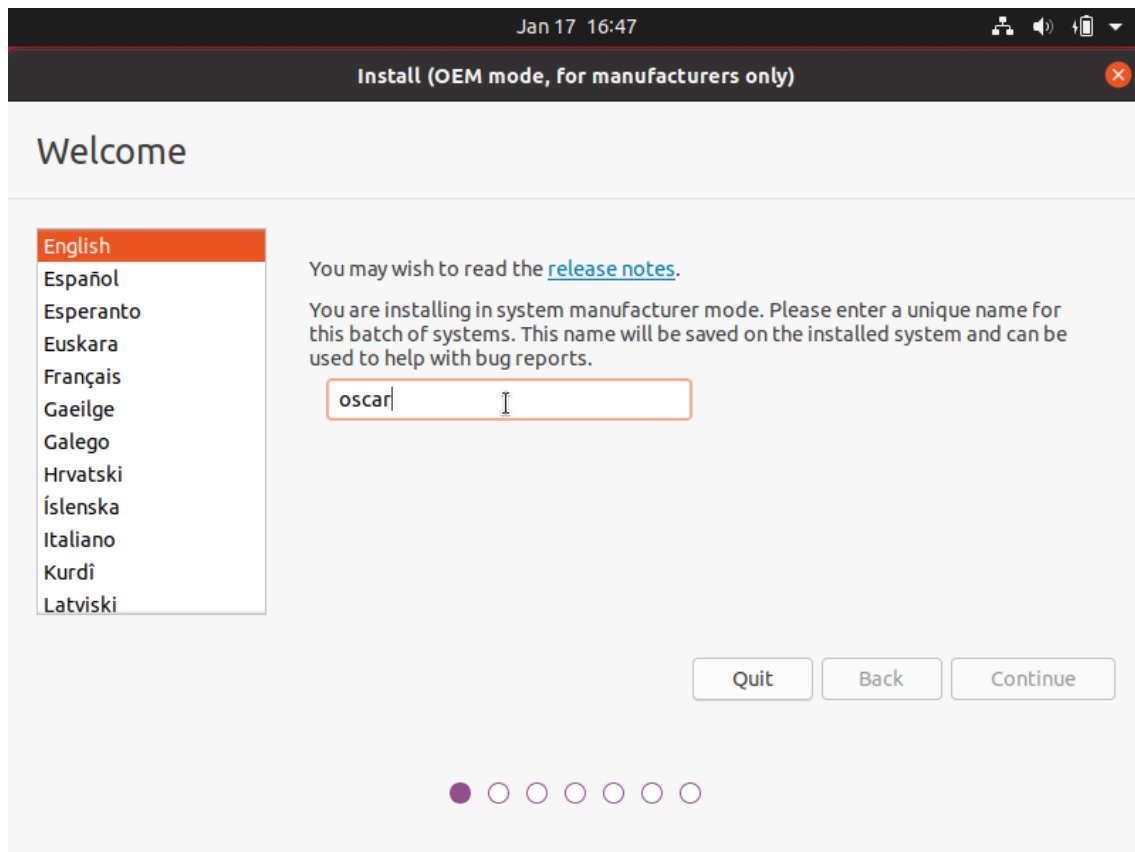 Jan 17 16:47
Install (OEM mode, for manufacturers only)
Welcome
English
Español
Esperanto
Euskara
Français
Gaeilge
Galego
Hrvatski
Íslenska
Italiano
Kurdî
Latviski
You may wish to read the release notes.
You are installing in system manufacturer mode. Please enter a unique name for
this batch of systems. This name will be saved on the installed system and can be
used to help with bug reports.
oscar
Quit
Back
Continue